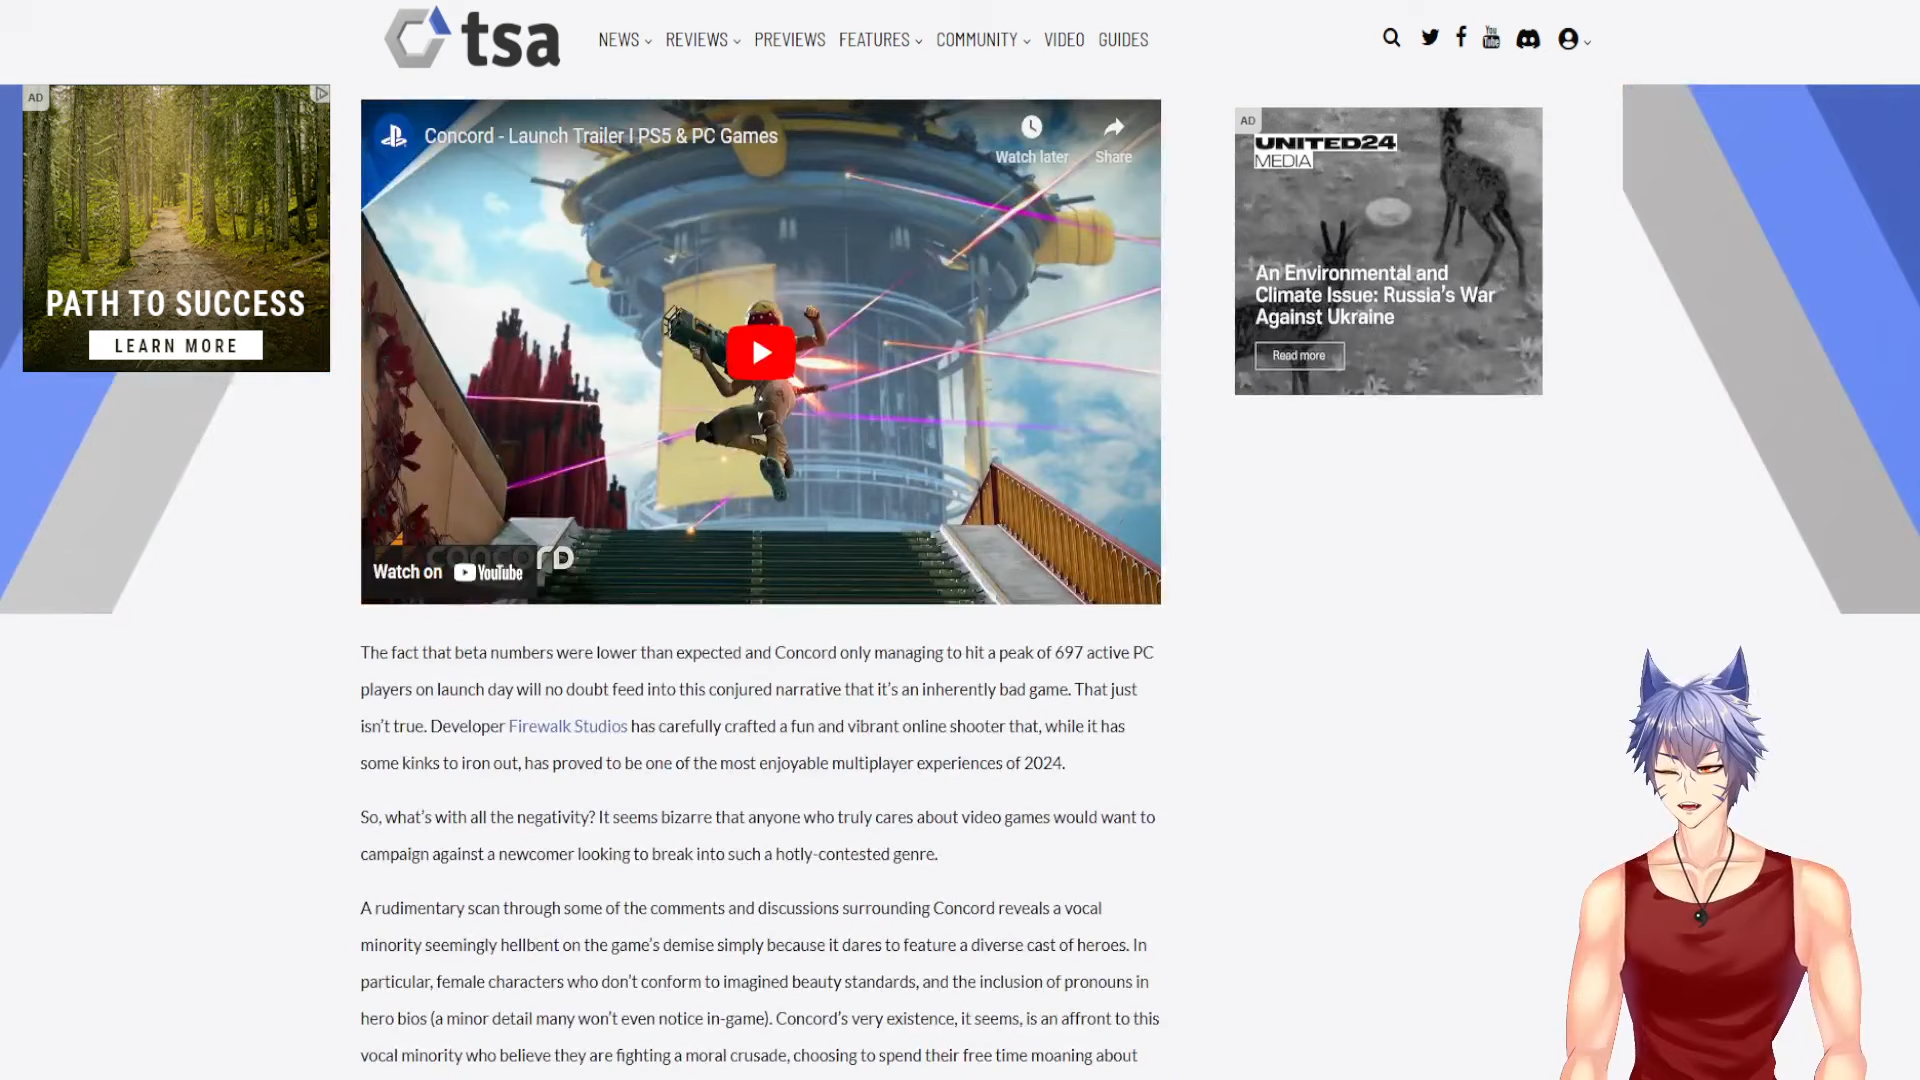 tsa
NEWS REVIEWS PREVIEWS FEATURES COMMUNITY VIDEO GUIDES
You
Tube
AD
PATH TO SUCCESS
LEARN MORE
Concord - Launch Trailer I PS5 & PC Games
Watch later
Share
CONCORD
Watch on YouTube
AD
UNITED24
MEDIA
An Environmental and
Climate Issue: Russia's War
Against Ukraine
Read more
The fact that beta numbers were lower than expected and Concord only managing to hit a peak of 697 active PC
players on launch day will no doubt feed into this conjured narrative that it's an inherently bad game. That just
isn't true. Developer Firewalk Studios has carefully crafted a fun and vibrant online shooter that, while it has
some kinks to iron out, has proved to be one of the most enjoyable multiplayer experiences of 2024.
So, what's with all the negativity? It seems bizarre that anyone who truly cares about video games would want to
campaign against a newcomer looking to break into such a hotly-contested genre.
A rudimentary scan through some of the comments and discussions surrounding Concord reveals a vocal
minority seemingly hellbent on the game's demise simply because it dares to feature a diverse cast of heroes. In
particular, female characters who don't conform to imagined beauty standards, and the inclusion of pronouns in
hero bios (a minor detail many won't even notice in-game). Concord's very existence, it seems, is an affront to this
vocal minority who believe they are fighting a moral crusade, choosing to spend their free time moaning about